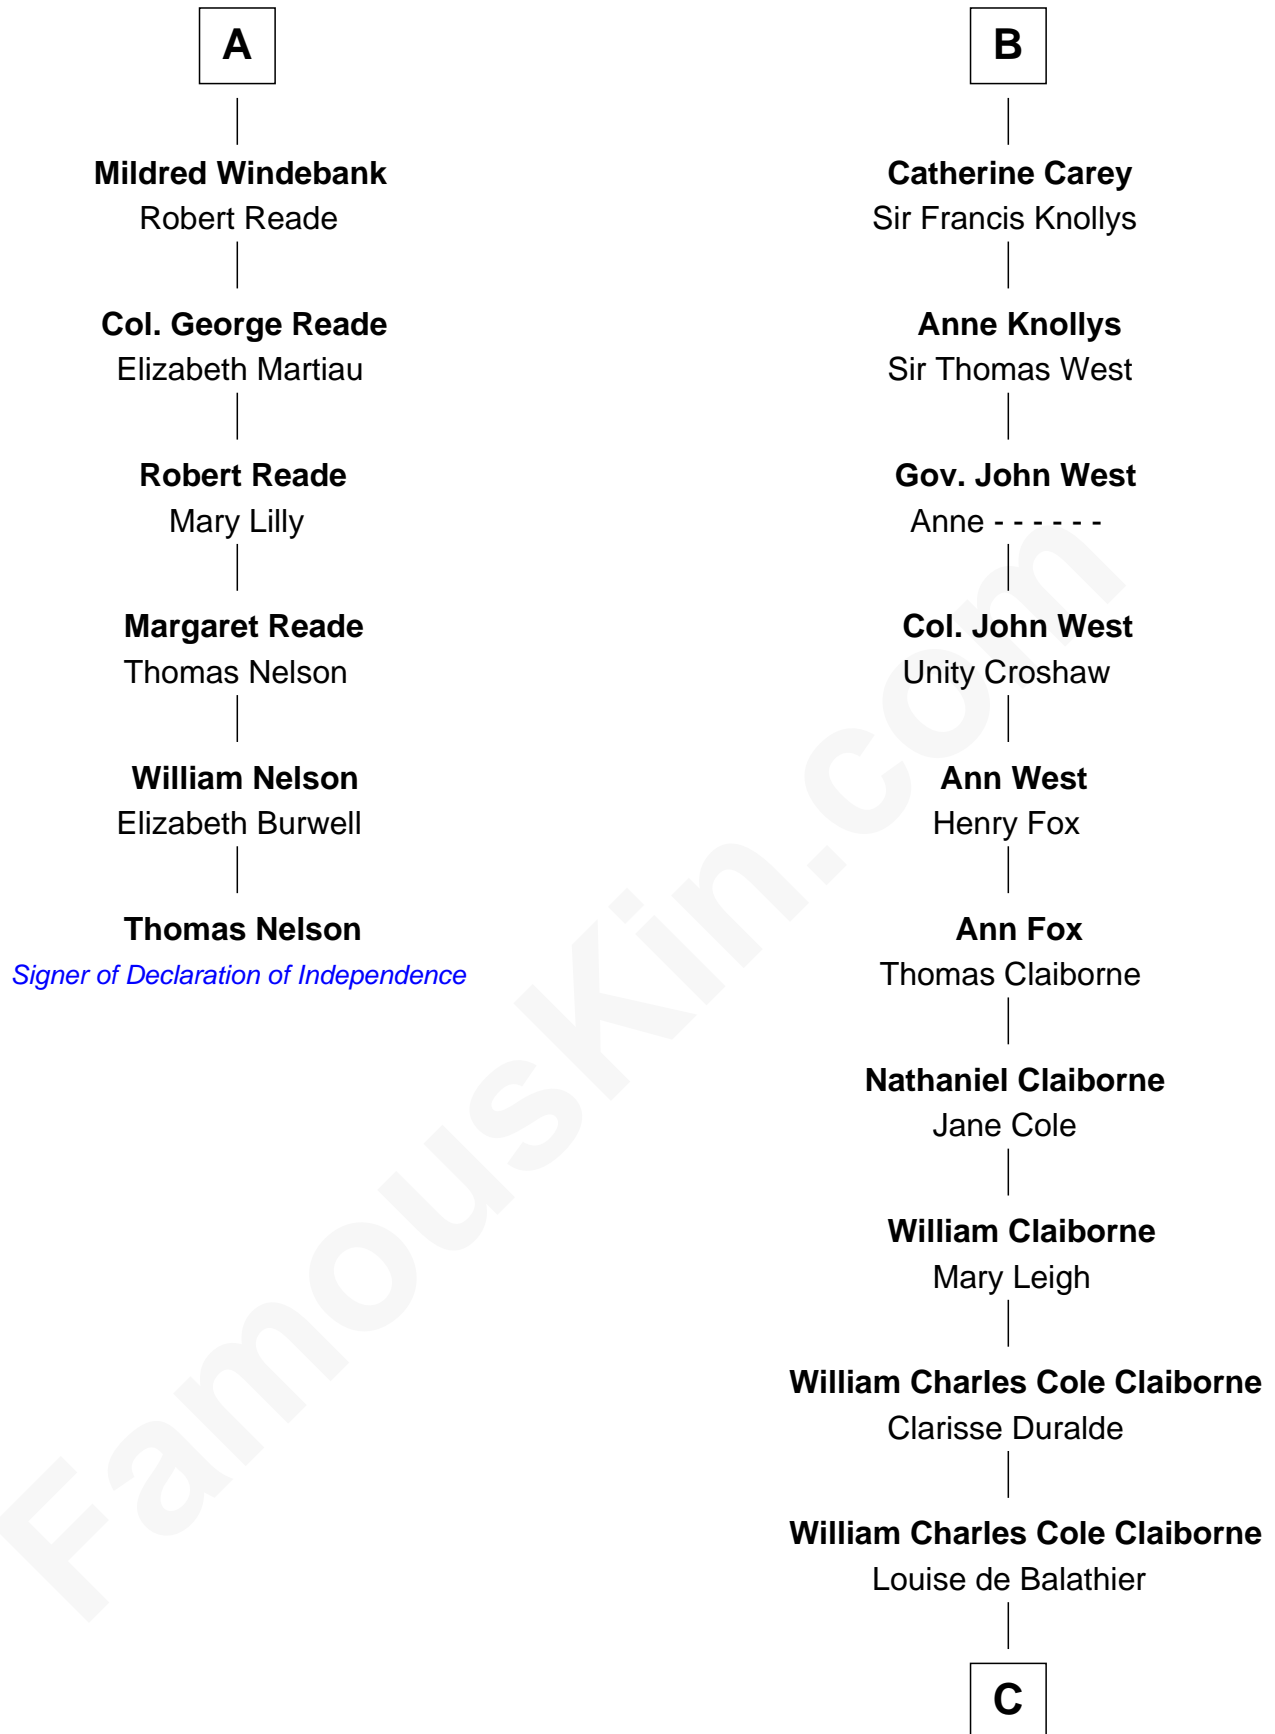 A
Mildred Windebank
Robert Reade
Col. George Reade
Elizabeth Martiau
Robert Reade
Mary Lilly
Margaret Reade
Thomas Nelson
William Nelson
Elizabeth Burwell
Thomas Nelson
Signer of Declaration of Independence
B
Catherine Carey
Sir Francis Knollys
Anne Knollys
Sir Thomas West
Gov. John West
Anne - - - - - -
Col. John West
Unity Croshaw
Ann West
Henry Fox
Ann Fox
Thomas Claiborne
Nathaniel Claiborne
Jane Cole
William Claiborne
Mary Leigh
William Charles Cole Claiborne
Clarisse Duralde
William Charles Cole Claiborne
Louise de Balathier
C
FamousKin.com